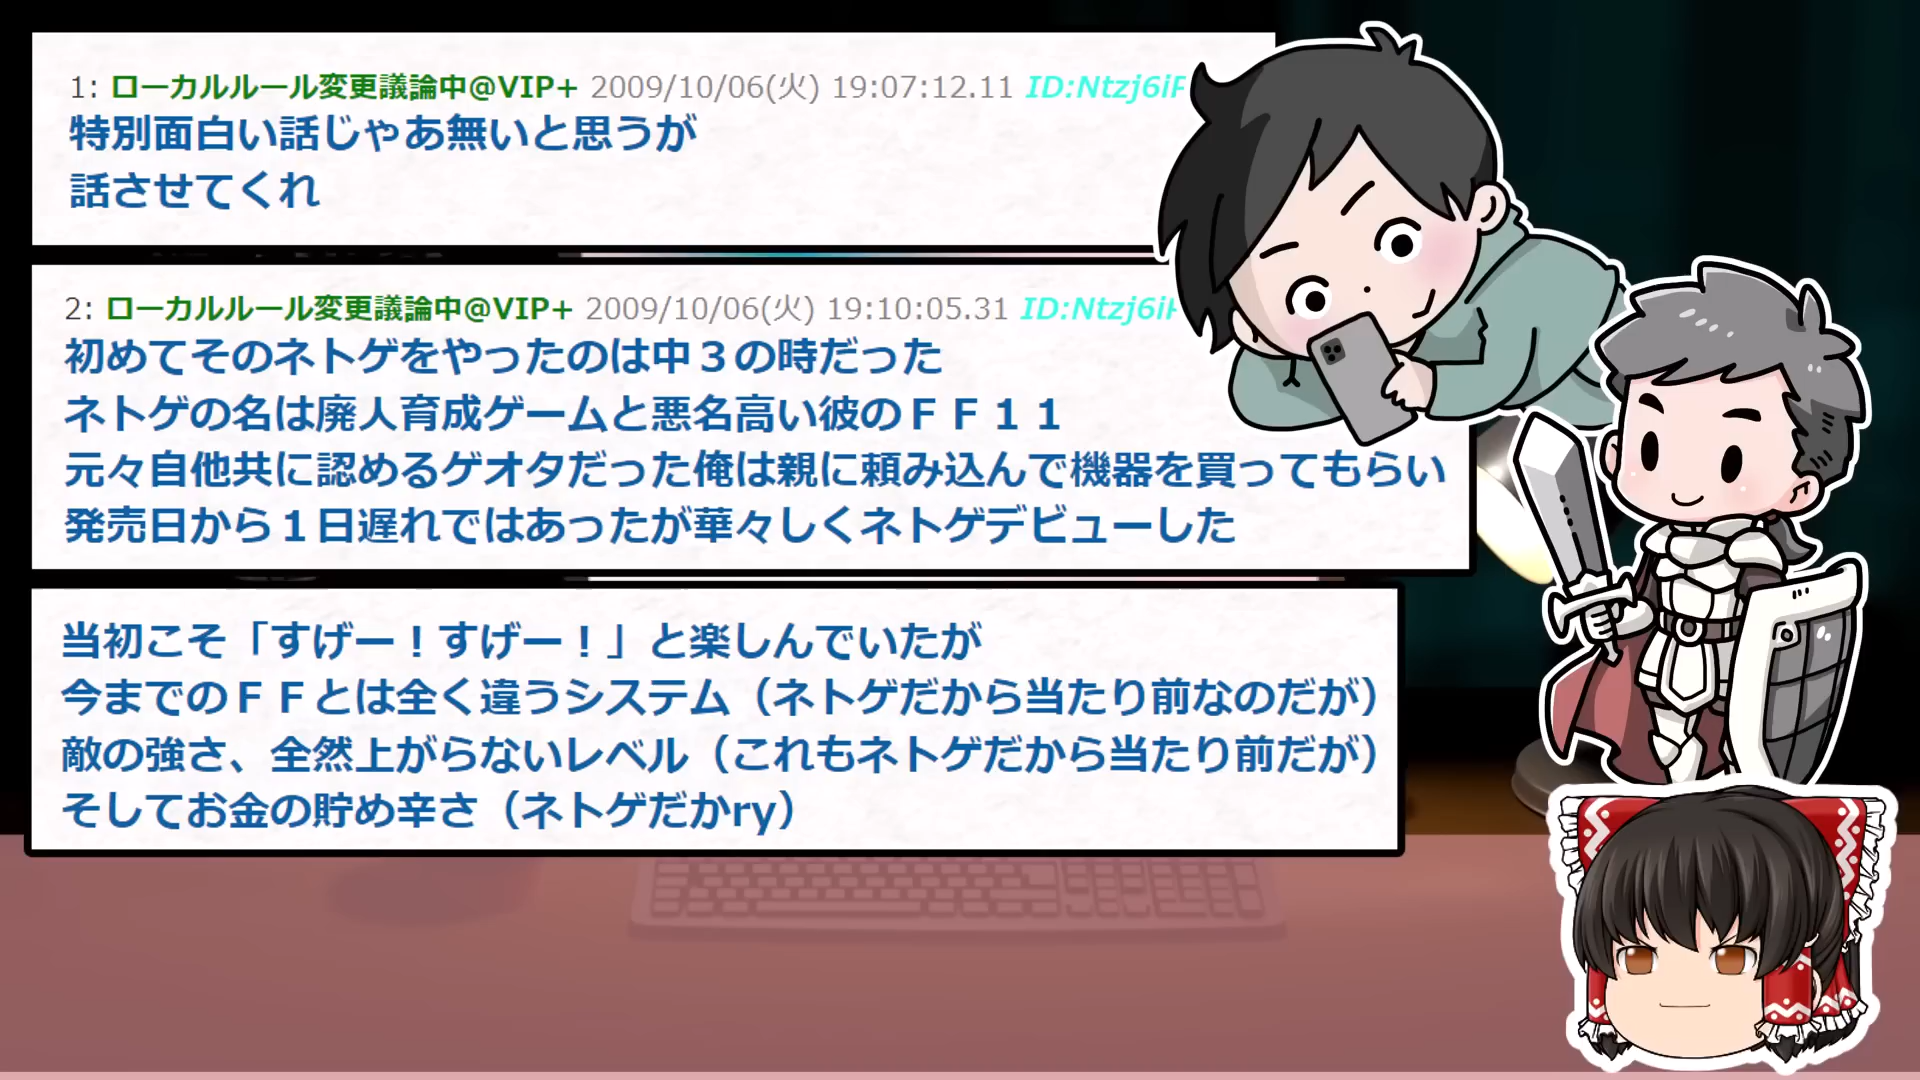 1: ローカルルール変更議論中@VIP+ 2009/10/06(火) 19:07:12.11 ID:Ntzj6iP
特別面白い話じゃあ無いと思うが
話させてくれ
2: ローカルルール変更議論中@VIP+ 2009/10/06(火) 19:10:05.31 ID:Ntzj6iP
初めてそのネトゲをやったのは中３の時だった
ネトゲの名は廃人育成ゲームと悪名高い彼のＦＦ１１
元々自他共に認めるゲオタだった俺は親に頼み込んで機器を買ってもらい
発売日から１日遅れではあったが華々しくネトゲデビューした
当初こそ「すげー！すげー！」と楽しんでいたが
今までのＦＦとは全く違うシステム（ネトゲだから当たり前なのだが）
敵の強さ、全然上がらないレベル（これもネトゲだから当たり前だが）
そしてお金の貯め辛さ（ネトゲだかry）